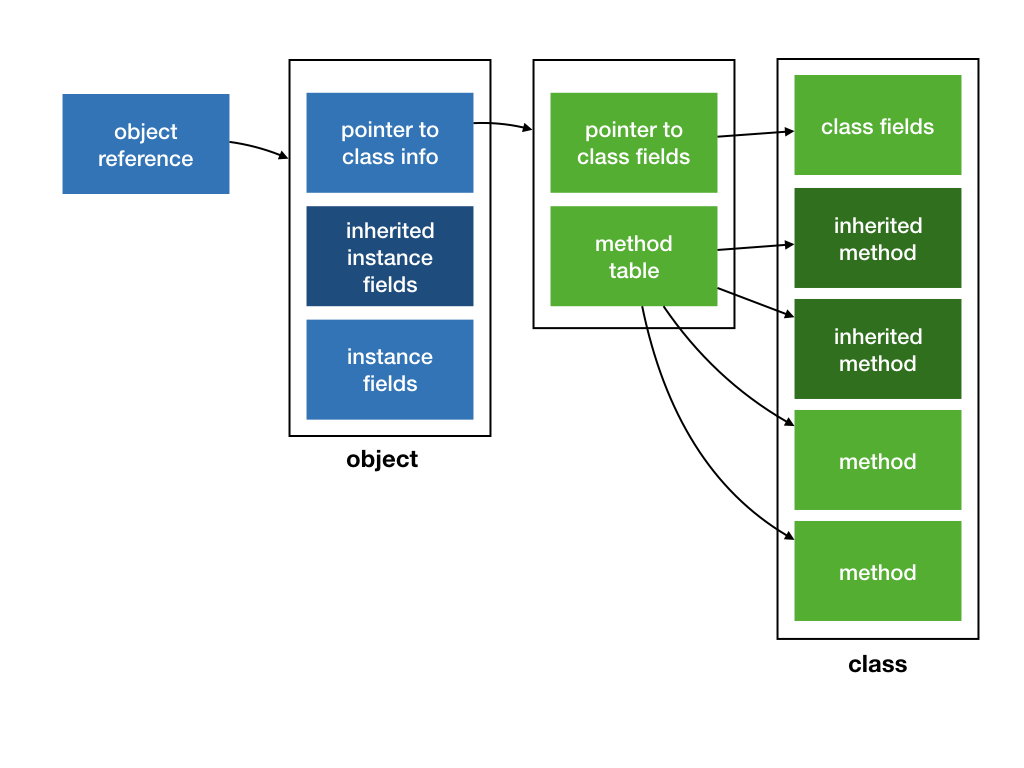 object
reference
pointer to
class info
inherited
instance
fields
instance
fields
object
pointer to
class fields
method
table
class fields
inherited
method
inherited
method
method
method
class